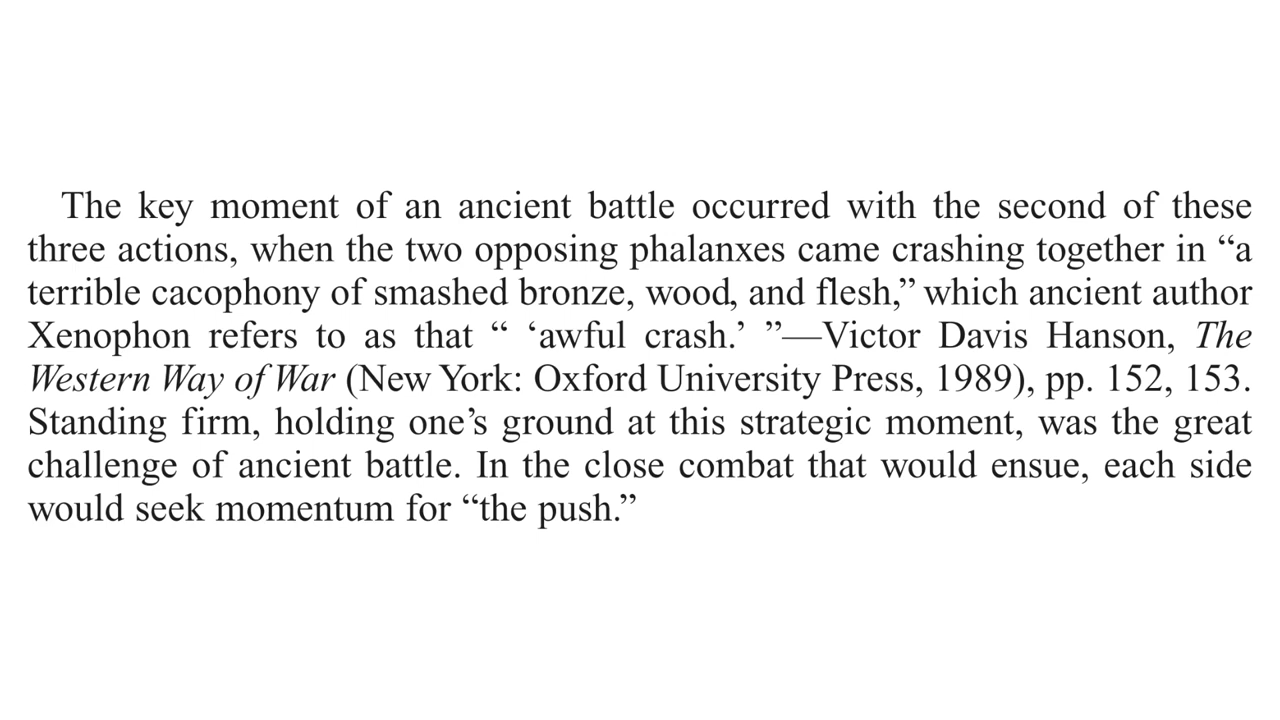 The key moment of an ancient battle occurred with the second of these
three actions, when the two opposing phalanxes came crashing together in “a
terrible cacophony of smashed bronze, wood, and flesh,” which ancient author
Xenophon refers to as that “ ‘awful crash.’ ”—Victor Davis Hanson, The
Western Way of War (New York: Oxford University Press, 1989), pp. 152, 153.
Standing firm, holding one’s ground at this strategic moment, was the great
challenge of ancient battle. In the close combat that would ensue, each side
would seek momentum for “the push.”